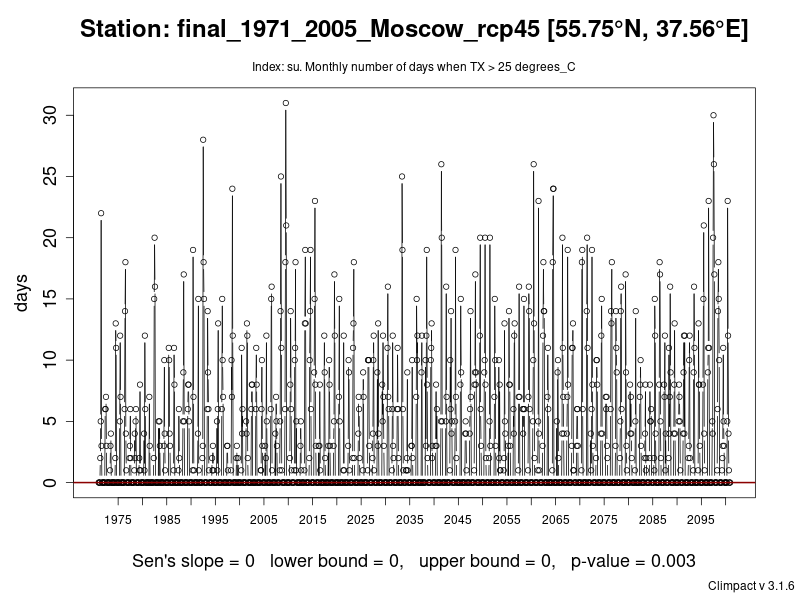 Station: final_1971_2005_Moscow_rcp45 [55.75°N, 37.56°E]
Index: su. Monthly number of days when TX > 25 degrees_C
days
30
25
20
15
10
5
0
1975 1985 1995 2005 2015 2025 2035 2045 2055 2065 2075 2085 2095
Sen's slope = 0 lower bound = 0, upper bound = 0, p-value = 0.003
Climpact v 3.1.6